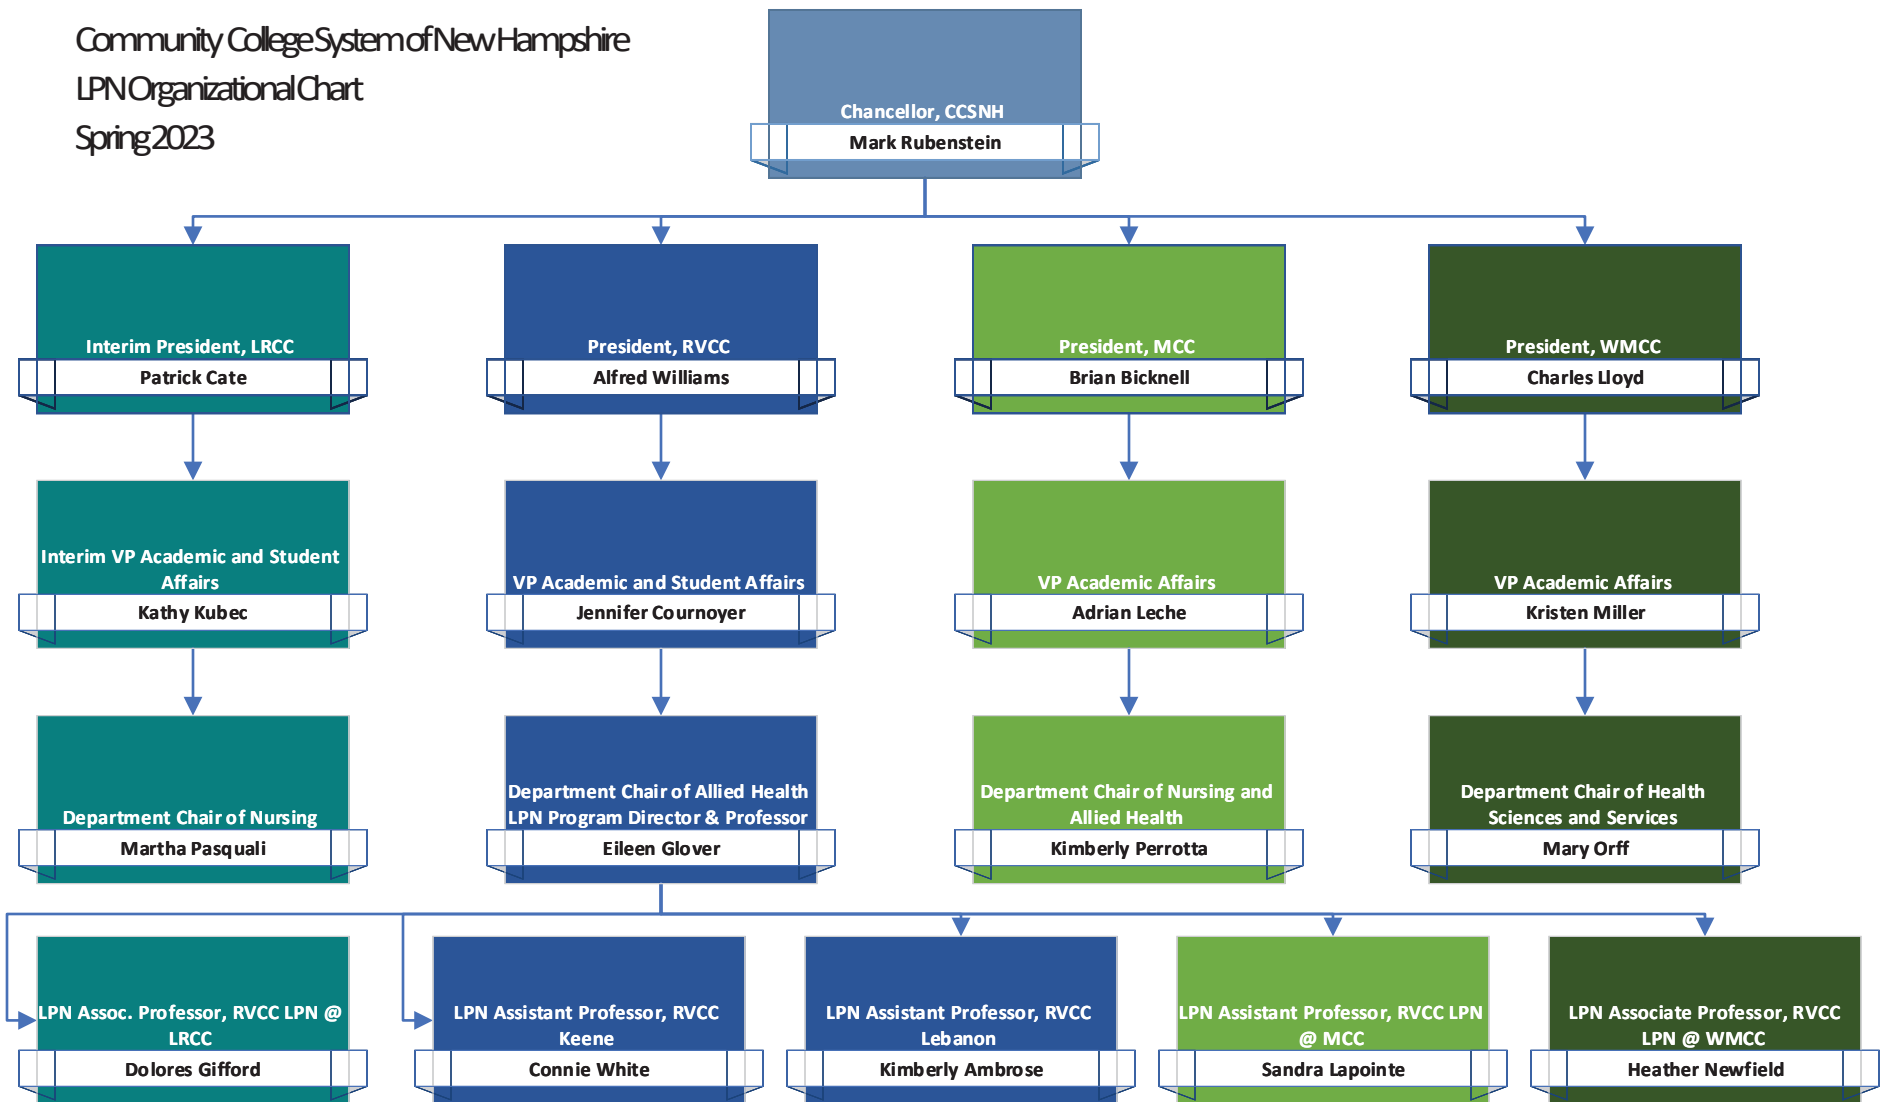 Community College System of New Hampshire
LPN Organizational Chart
Spring 2023
Chancellor, CCSNH
Mark Rubenstein
Interim President, LRCC
Patrick Cate
President, RVCC
Alfred Williams
President, MCC
Brian Bicknell
President, WMCC
Charles Lloyd
Interim VP Academic and Student
Affairs
Kathy Kubec
VP Academic and Student Affairs
Jennifer Cournoyer
VP Academic Affairs
Adrian Leche
VP Academic Affairs
Kristen Miller
Department Chair of Nursing
Martha Pasquali
Department Chair of Allied Health
LPN Program Director & Professor
Eileen Glover
Department Chair of Nursing and
Allied Health
Kimberly Perrotta
Department Chair of Health
Sciences and Services
Mary Orff
LPN Assoc. Professor, RVCC LPN @
LRCC
Dolores Gifford
LPN Assistant Professor, RVCC
Keene
Connie White
LPN Assistant Professor, RVCC
Lebanon
Kimberly Ambrose
LPN Assistant Professor, RVCC LPN
@ MCC
Sandra Lapointe
LPN Associate Professor, RVCC
LPN @ WMCC
Heather Newfield